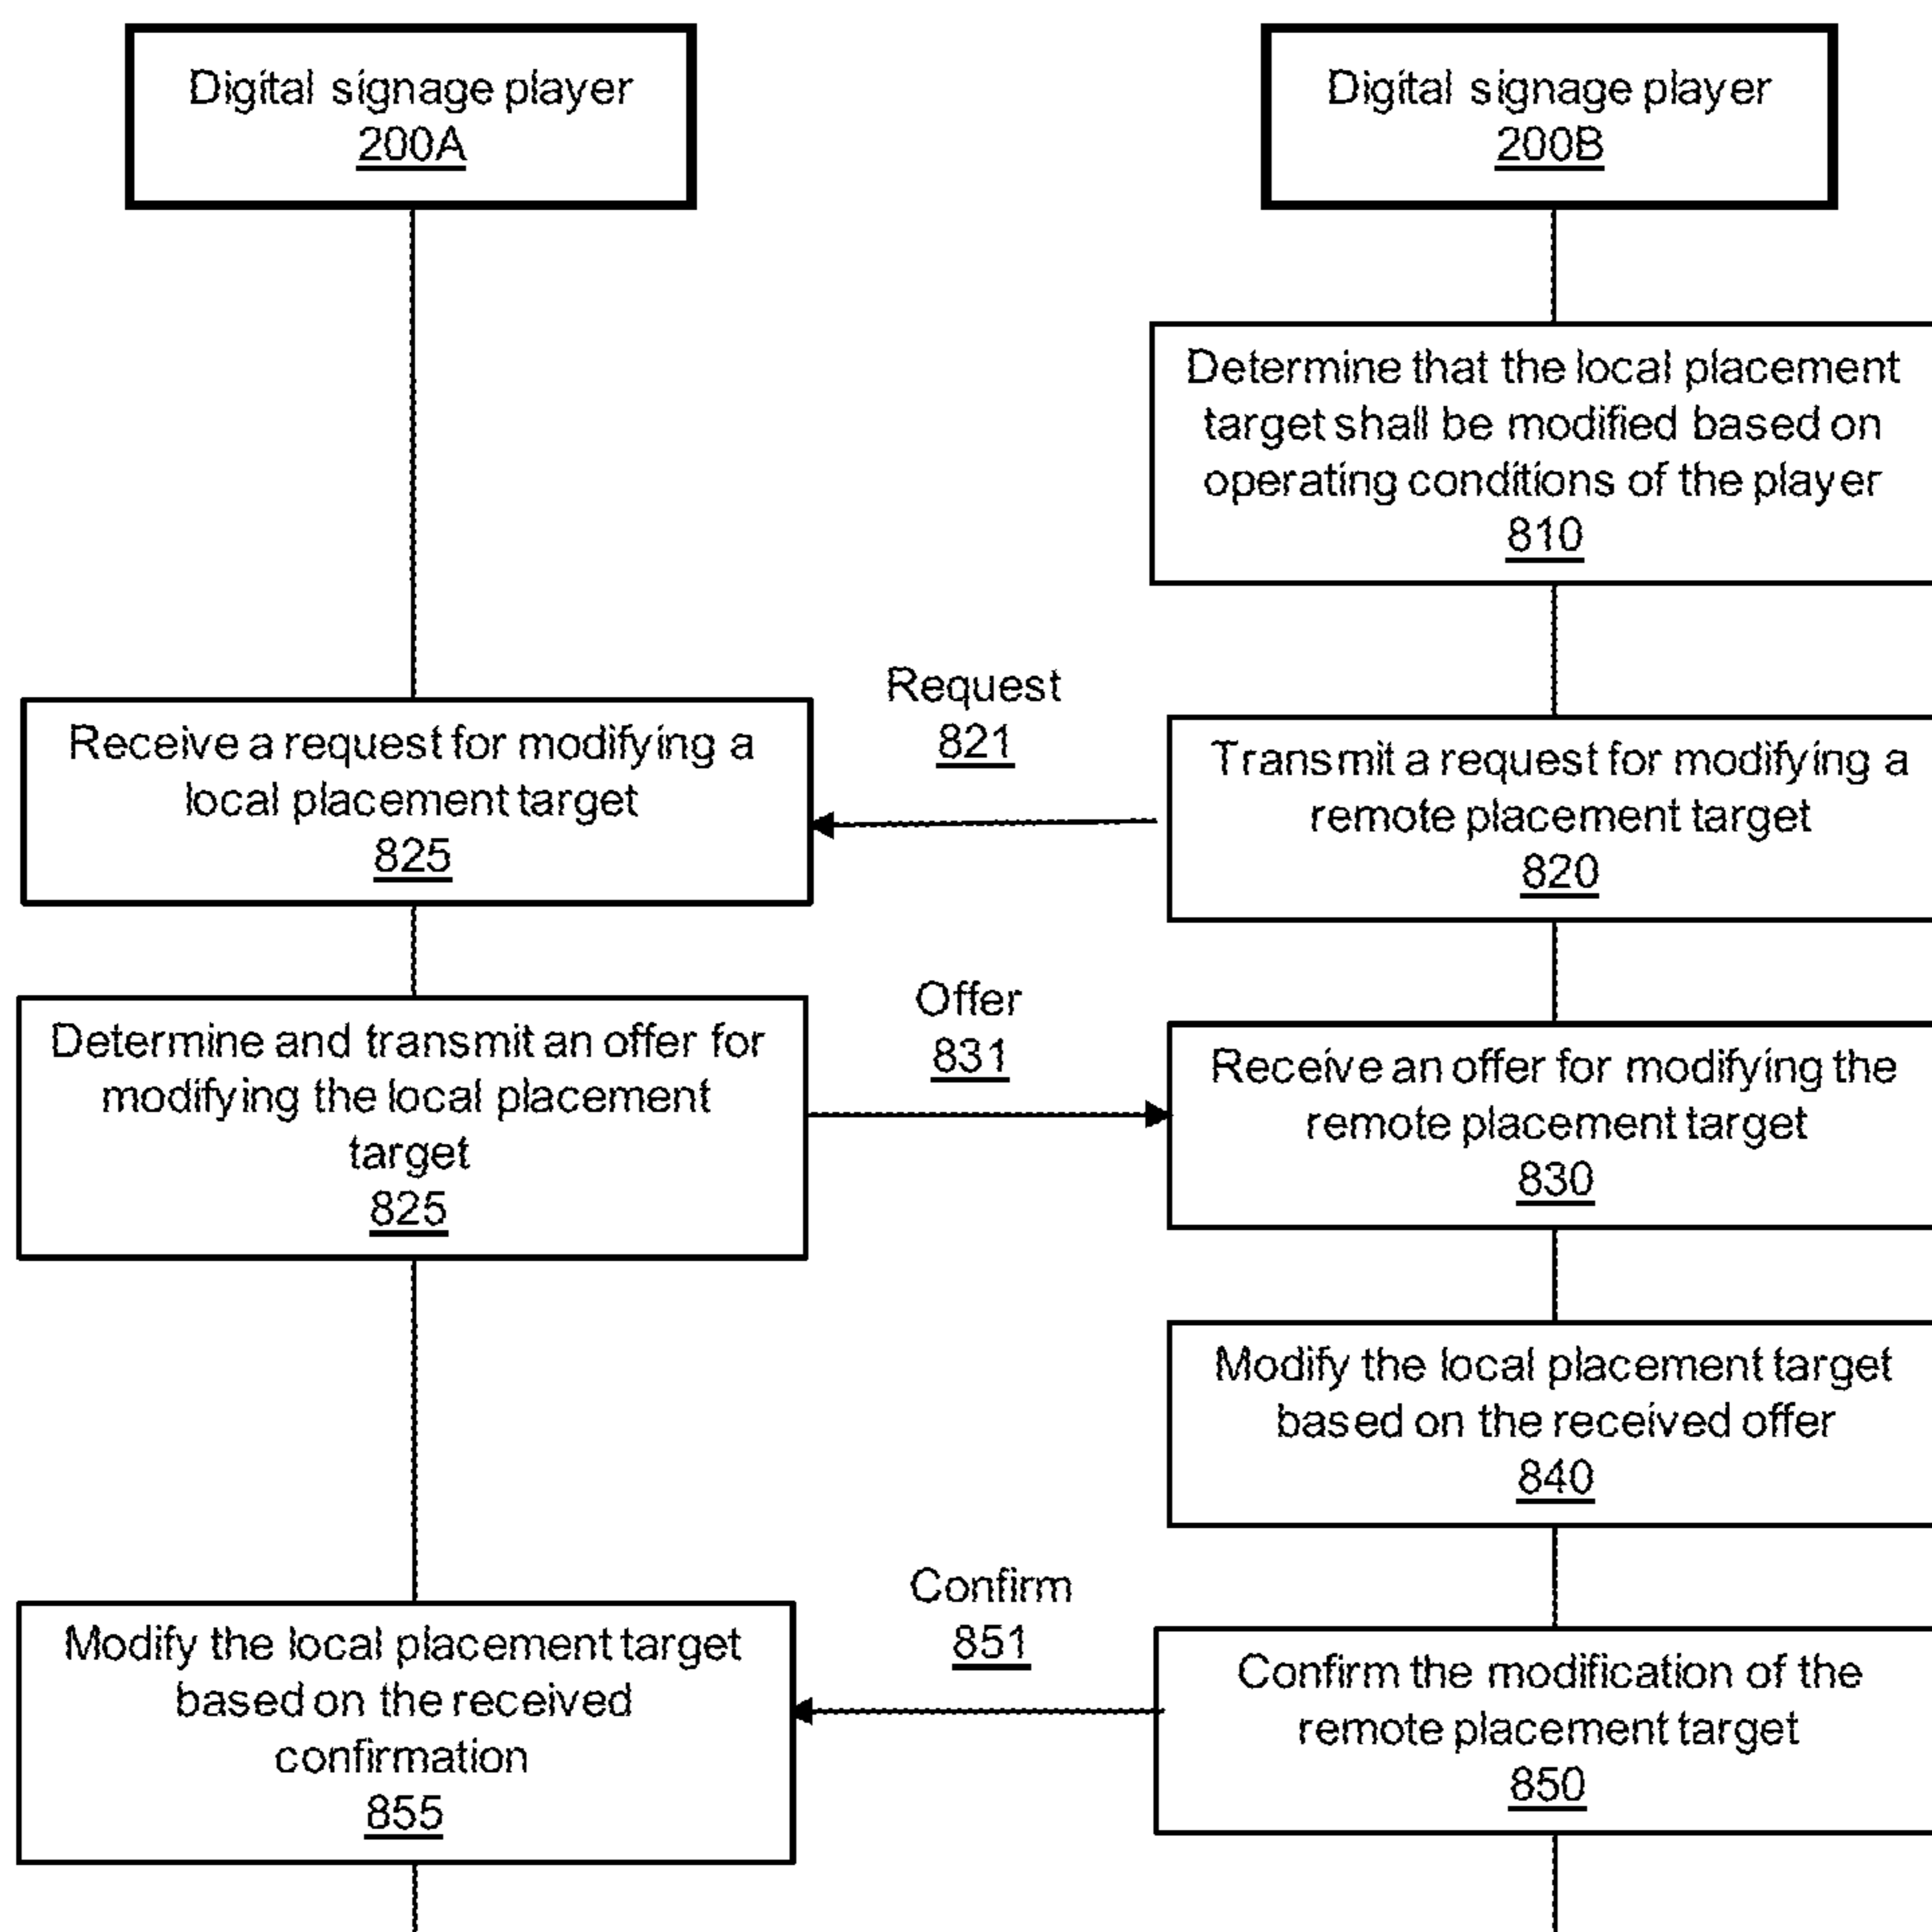 Digital signage player
200A
Digital signage player
200B
Determine that the local placement
target shall be modified based on
operating conditions of the player
810
Request
821
Receive a request for modifying a
local placement target
825
Transmit a request for modifying a
remote placement target
820
Offer
831
Determine and transmit an offer for
modifying the local placement
target
825
Receive an offer for modifying the
remote placement target
830
Modify the local placement target
based on the received offer
840
Confirm
851
Modify the local placement target
based on the received
confirmation
855
Confirm the modification of the
remote placement target
850